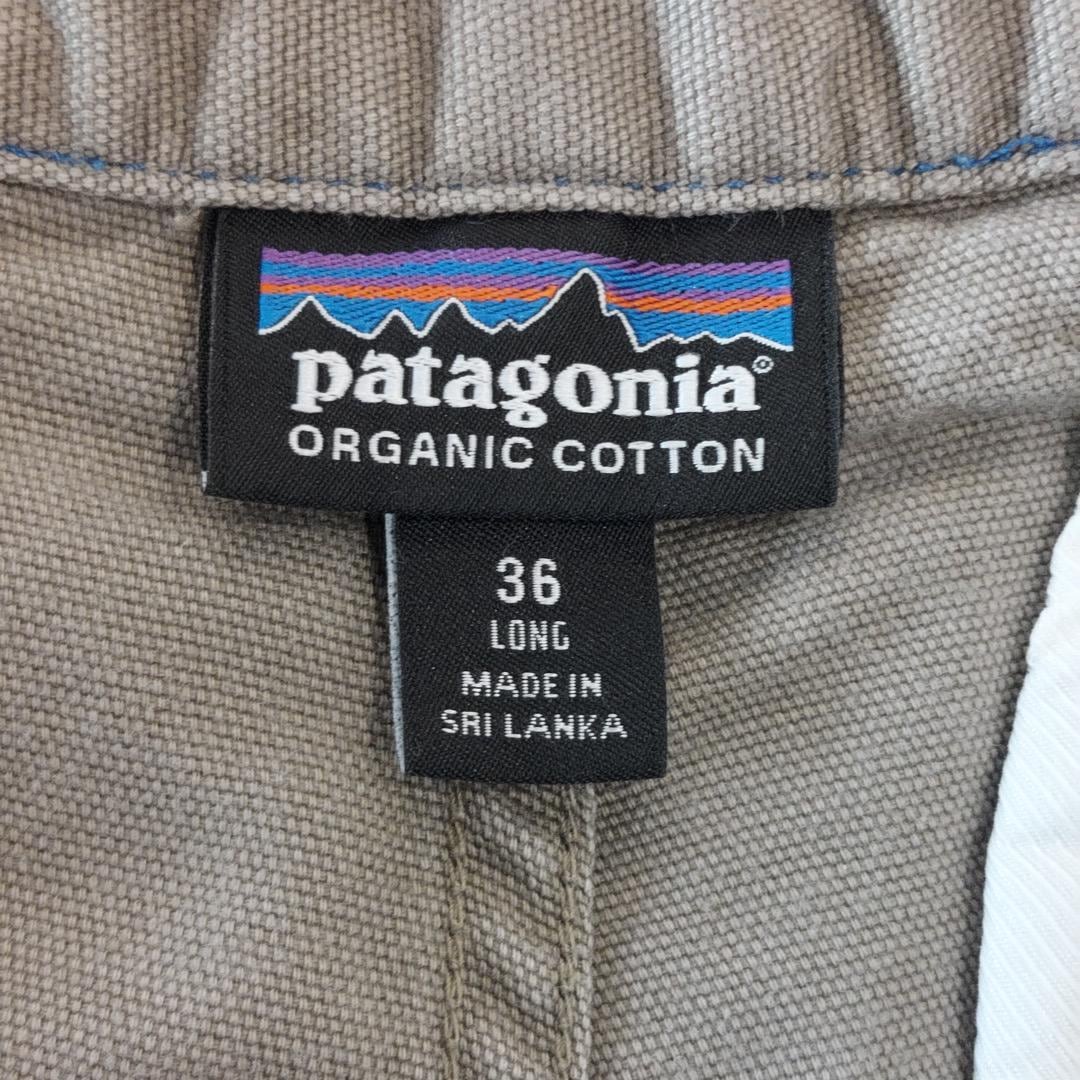 patagonia®
ORGANIC COTTON
36
LONG
MADE IN
SRI LANKA